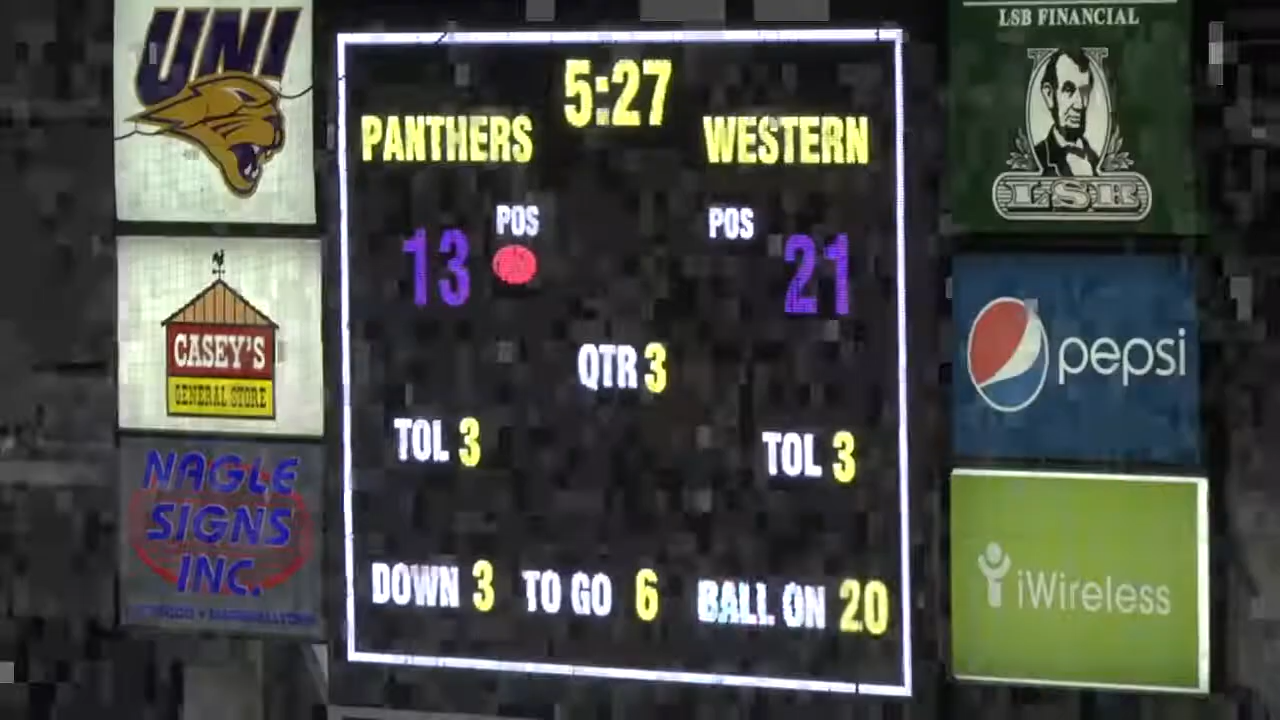 UNI
CASEY'S
GENERAL STORE
NAGLE
SIGNS
INC.
5:27
PANTHERS
WESTERN
POS
POS
13
21
QTR 3
TOL 3
TOL 3
DOWN 3 TO GO 6 BALL ON 20
LSB FINANCIAL
LSB
pepsi
iWireless